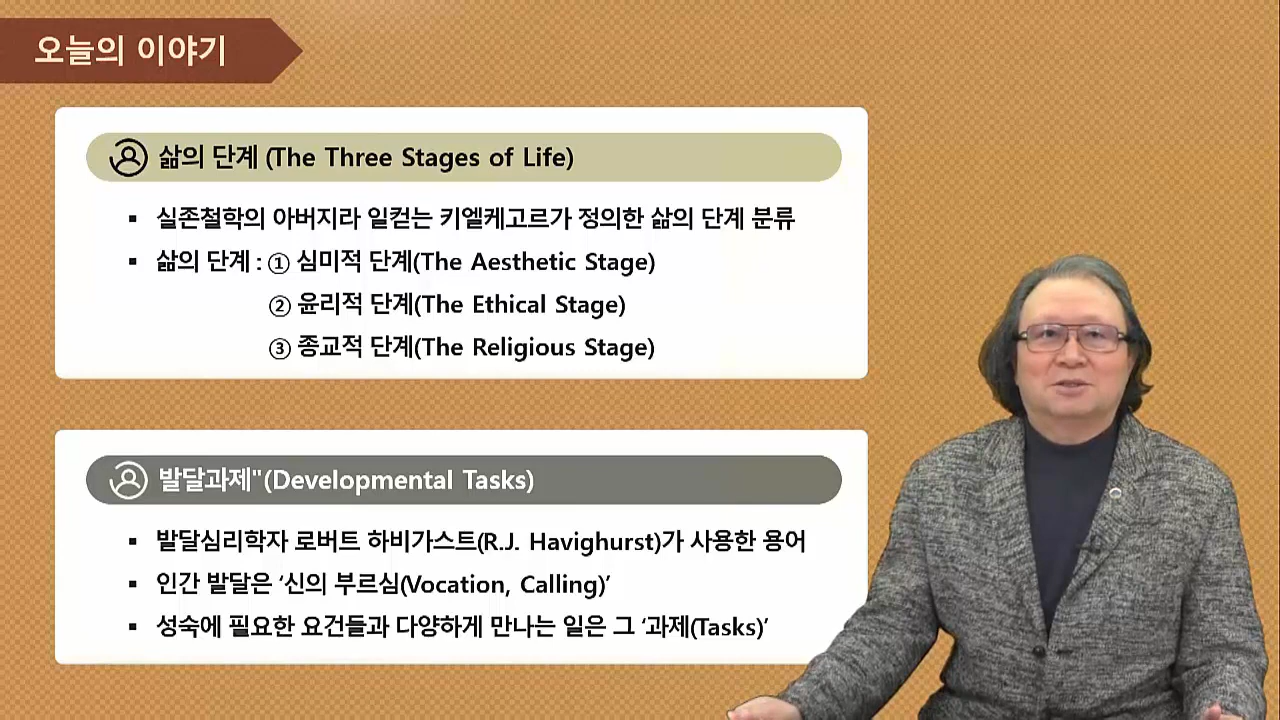 오늘의 이야기
삶의 단계 (The Three Stages of Life)
▪ 실존철학의 아버지라 일컫는 키엘케고르가 정의한 삶의 단계 분류
▪ 삶의 단계 : ① 심미적 단계(The Aesthetic Stage)
② 윤리적 단계(The Ethical Stage)
③ 종교적 단계(The Religious Stage)
발달과제"(Developmental Tasks)
▪ 발달심리학자 로버트 하비가스트(R.J. Havighurst)가 사용한 용어
▪ 인간 발달은 ‘신의 부르심(Vocation, Calling)’
▪ 성숙에 필요한 요건들과 다양하게 만나는 일은 그 ‘과제(Tasks)’